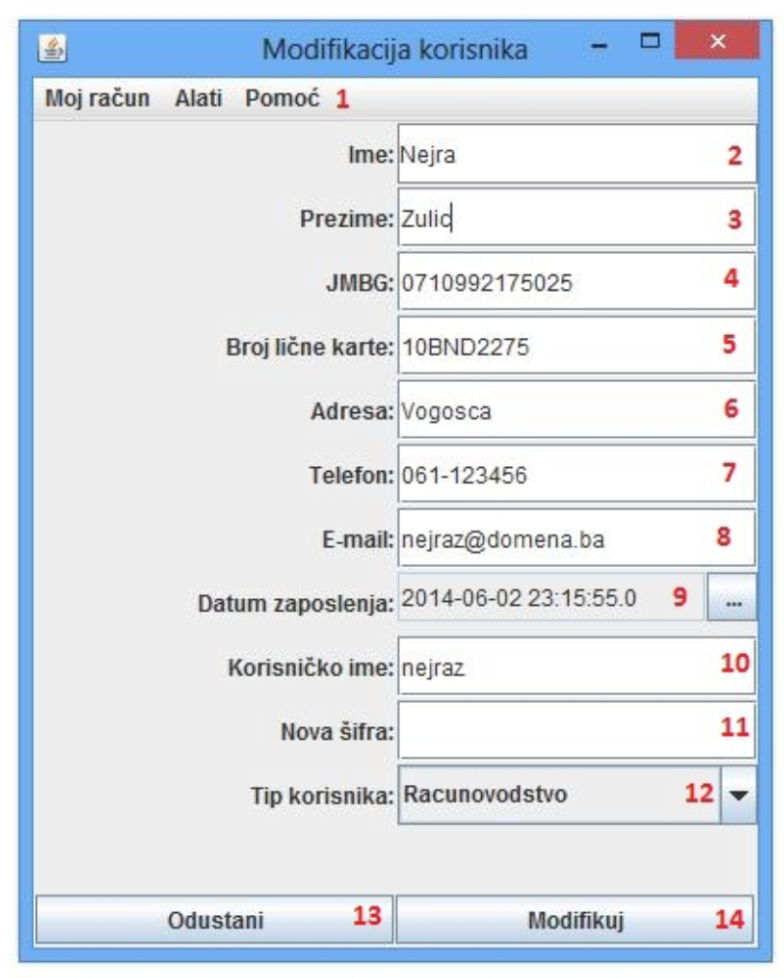 Modifikacija korisnika
Moj račun Alati Pomoć 1
Ime: Nejra 2
Prezime: Zulic 3
JMBG: 0710992175025 4
Broj lične karte: 10BND2275 5
Adresa: Vogosca 6
Telefon: 061-123456 7
E-mail: nejraz@domena.ba 8
Datum zaposlenja: 2014-06-02 23:15:55.0 9 ...
Korisničko ime: nejraz 10
Nova šifra: 11
Tip korisnika: Racunovodstvo 12
Odustani 13 Modifikuj 14